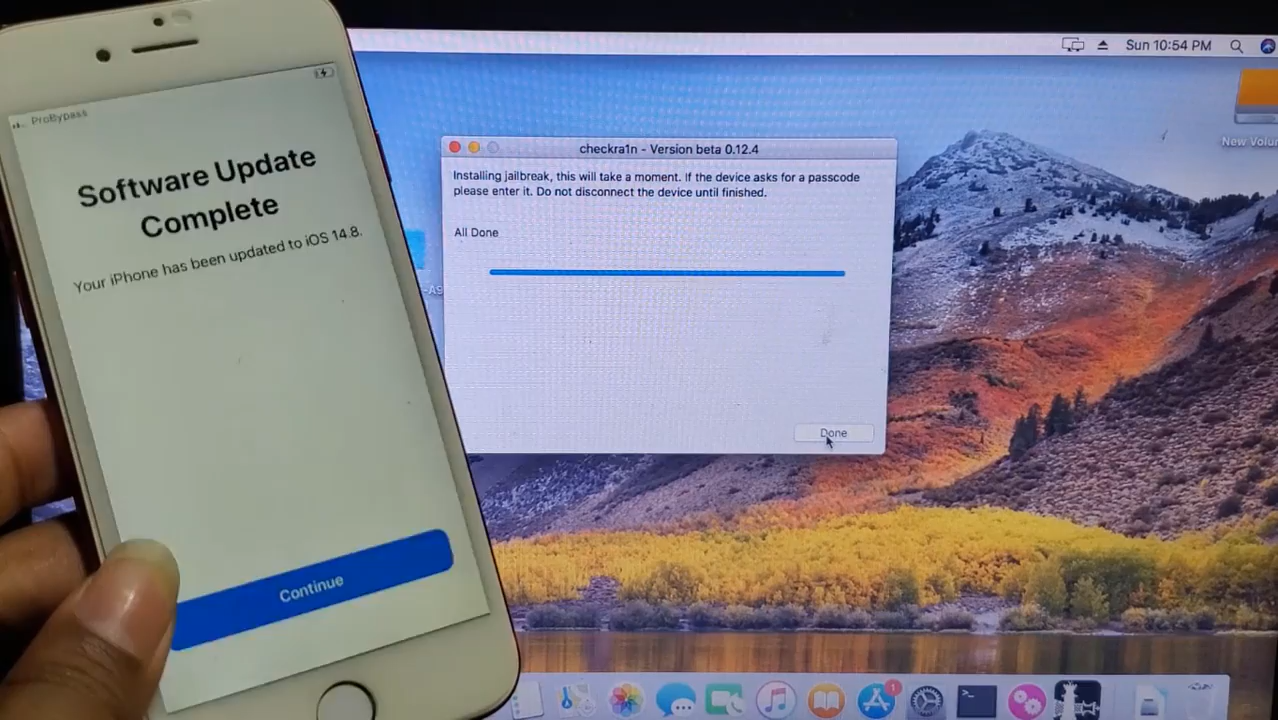 ProBypass
Software Update
Complete
Your iPhone has been updated to iOS 14.8.
Continue
Sun 10:54 PM
New Volu
checkra1n - Version beta 0.12.4
Installing jailbreak, this will take a moment. If the device asks for a passcode
please enter it. Do not disconnect the device until finished.
All Done
Done
-A9
1